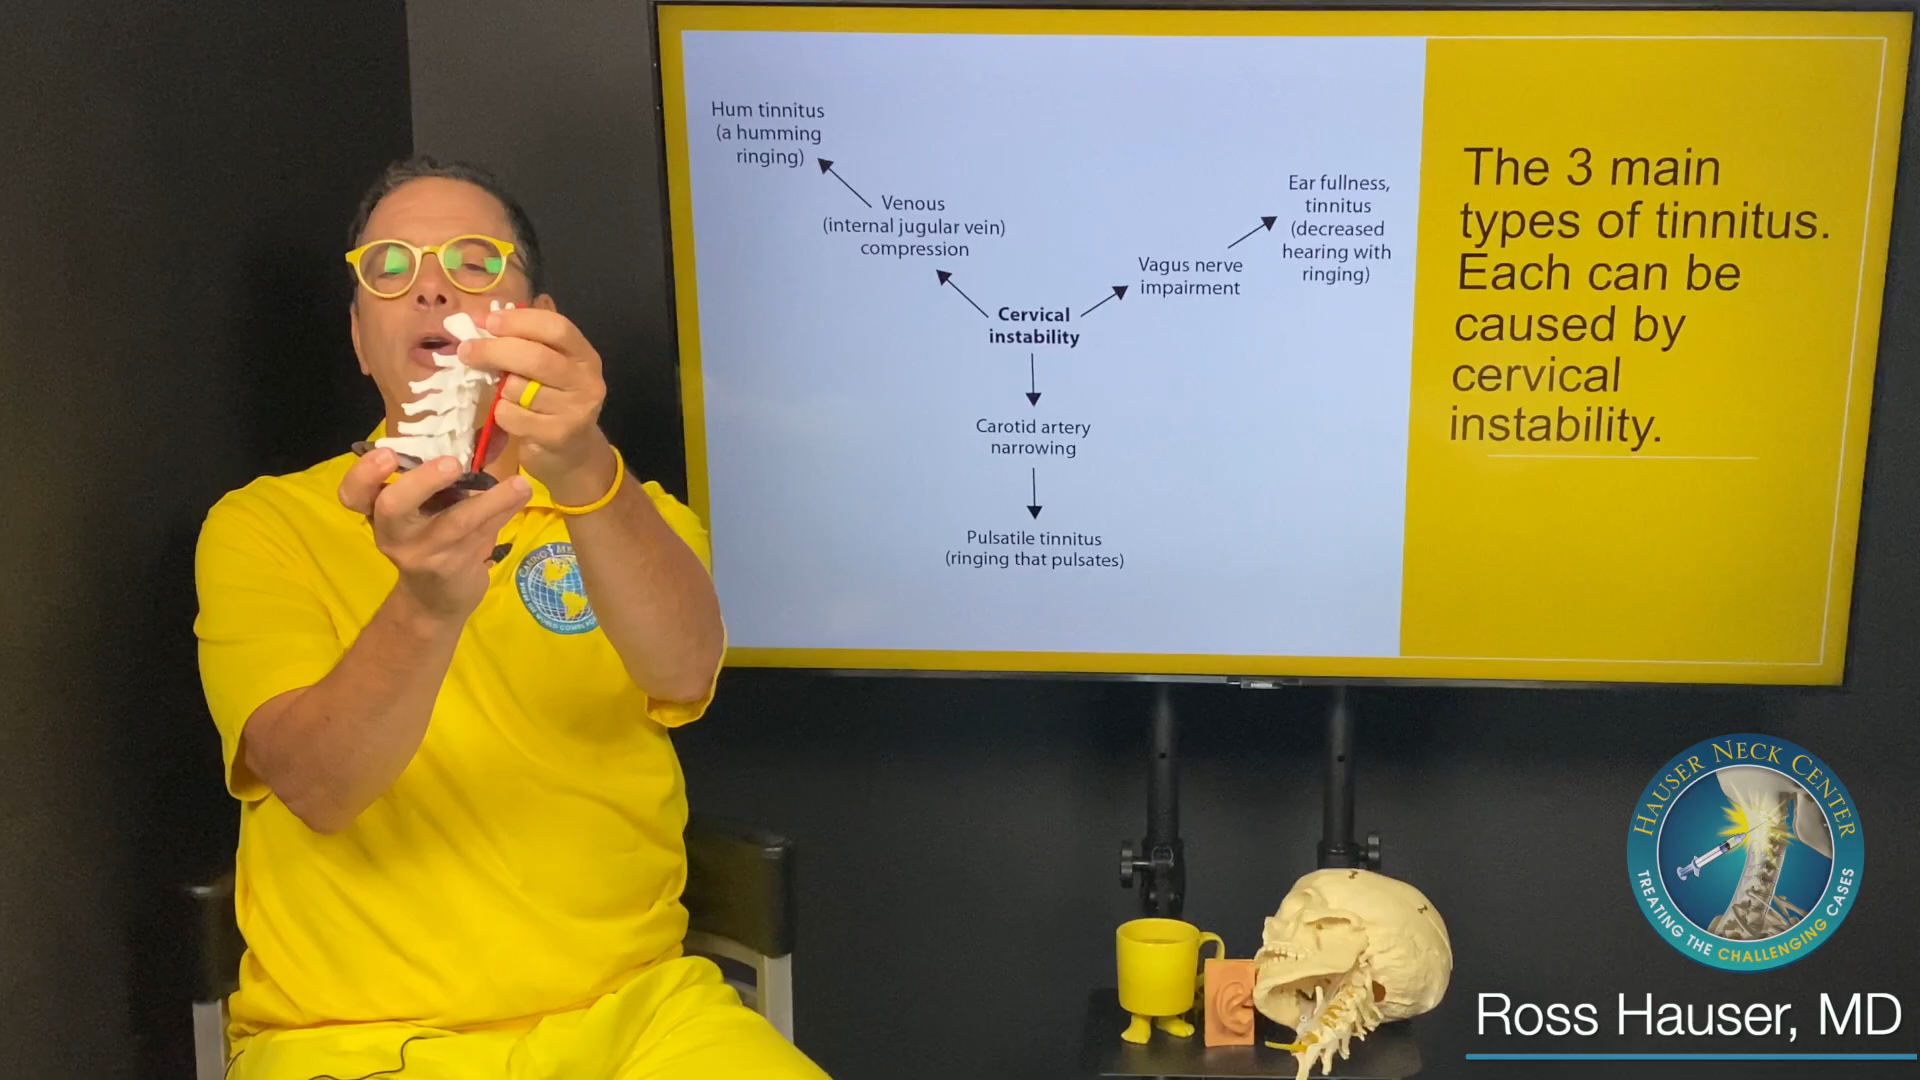 Hum tinnitus
(a humming
ringing)
Venous
(internal jugular vein)
compression
Ear fullness,
tinnitus
(decreased
hearing with
ringing)
Vagus nerve
impairment
Cervical
instability
Carotid artery
narrowing
Pulsatile tinnitus
(ringing that pulsates)
The 3 main
types of tinnitus.
Each can be
caused by
cervical
instability.
HAUSER NECK CENTER
TREATING THE CHALLENGING CASES
Ross Hauser, MD